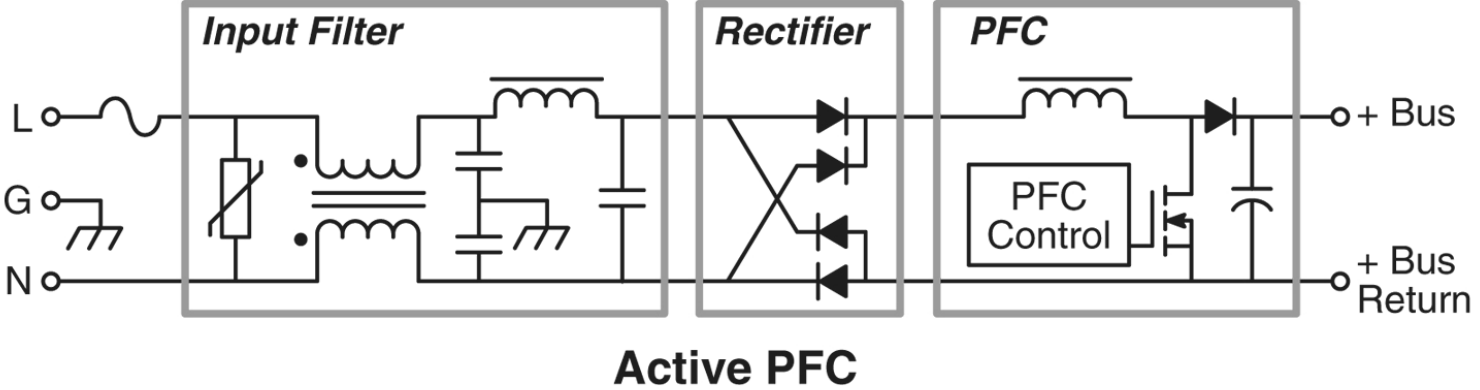 Input Filter
Rectifier
PFC
L
G
N
PFC
Control
+ Bus
+ Bus
Return
Active PFC